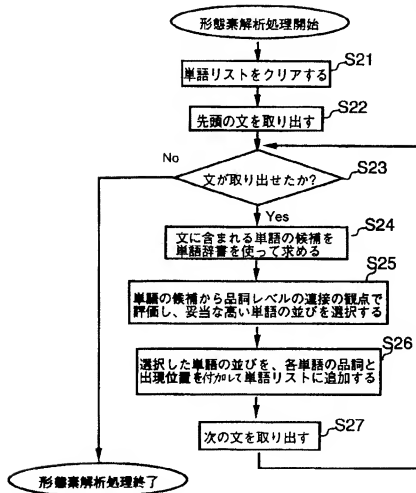 形態素解析処理開始
S21
単語リストをクリアする
S22
先頭の文を取り出す
S23
No
文が取り出せたか?
Yes
S24
文に含まれる単語の候補を
単語辞書を使って求める
S25
単語の候補から品詞レベルの連接の観点で
評価し、妥当な高い単語の並びを選択する
S26
選択した単語の並びを、各単語の品詞と
出現位置を付加して単語リストに追加する
S27
次の文を取り出す
形態素解析処理終了